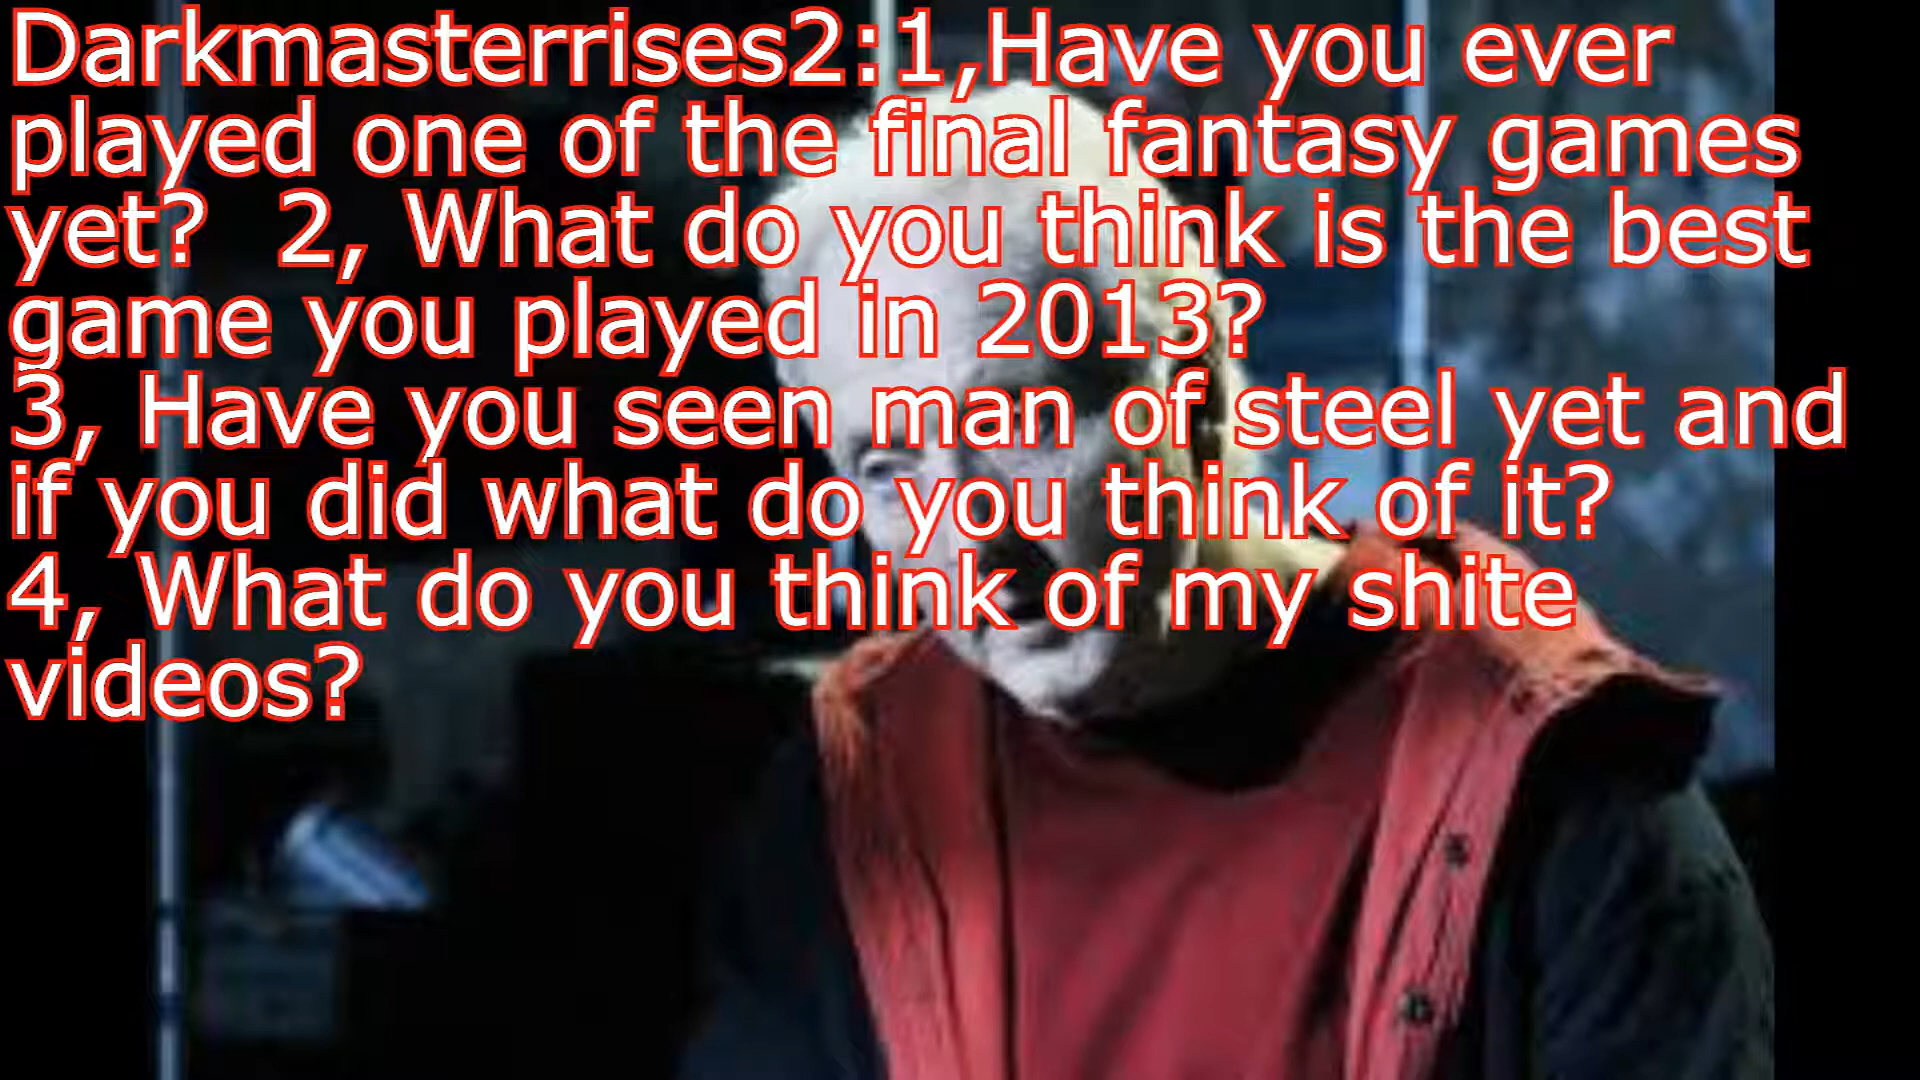 Darkmasterrises2:1,Have you ever
played one of the final fantasy games
yet?  2, What do you think is the best
game you played in 2013?
3, Have you seen man of steel yet and
if you did what do you think of it?
4, What do you think of my shite
videos?